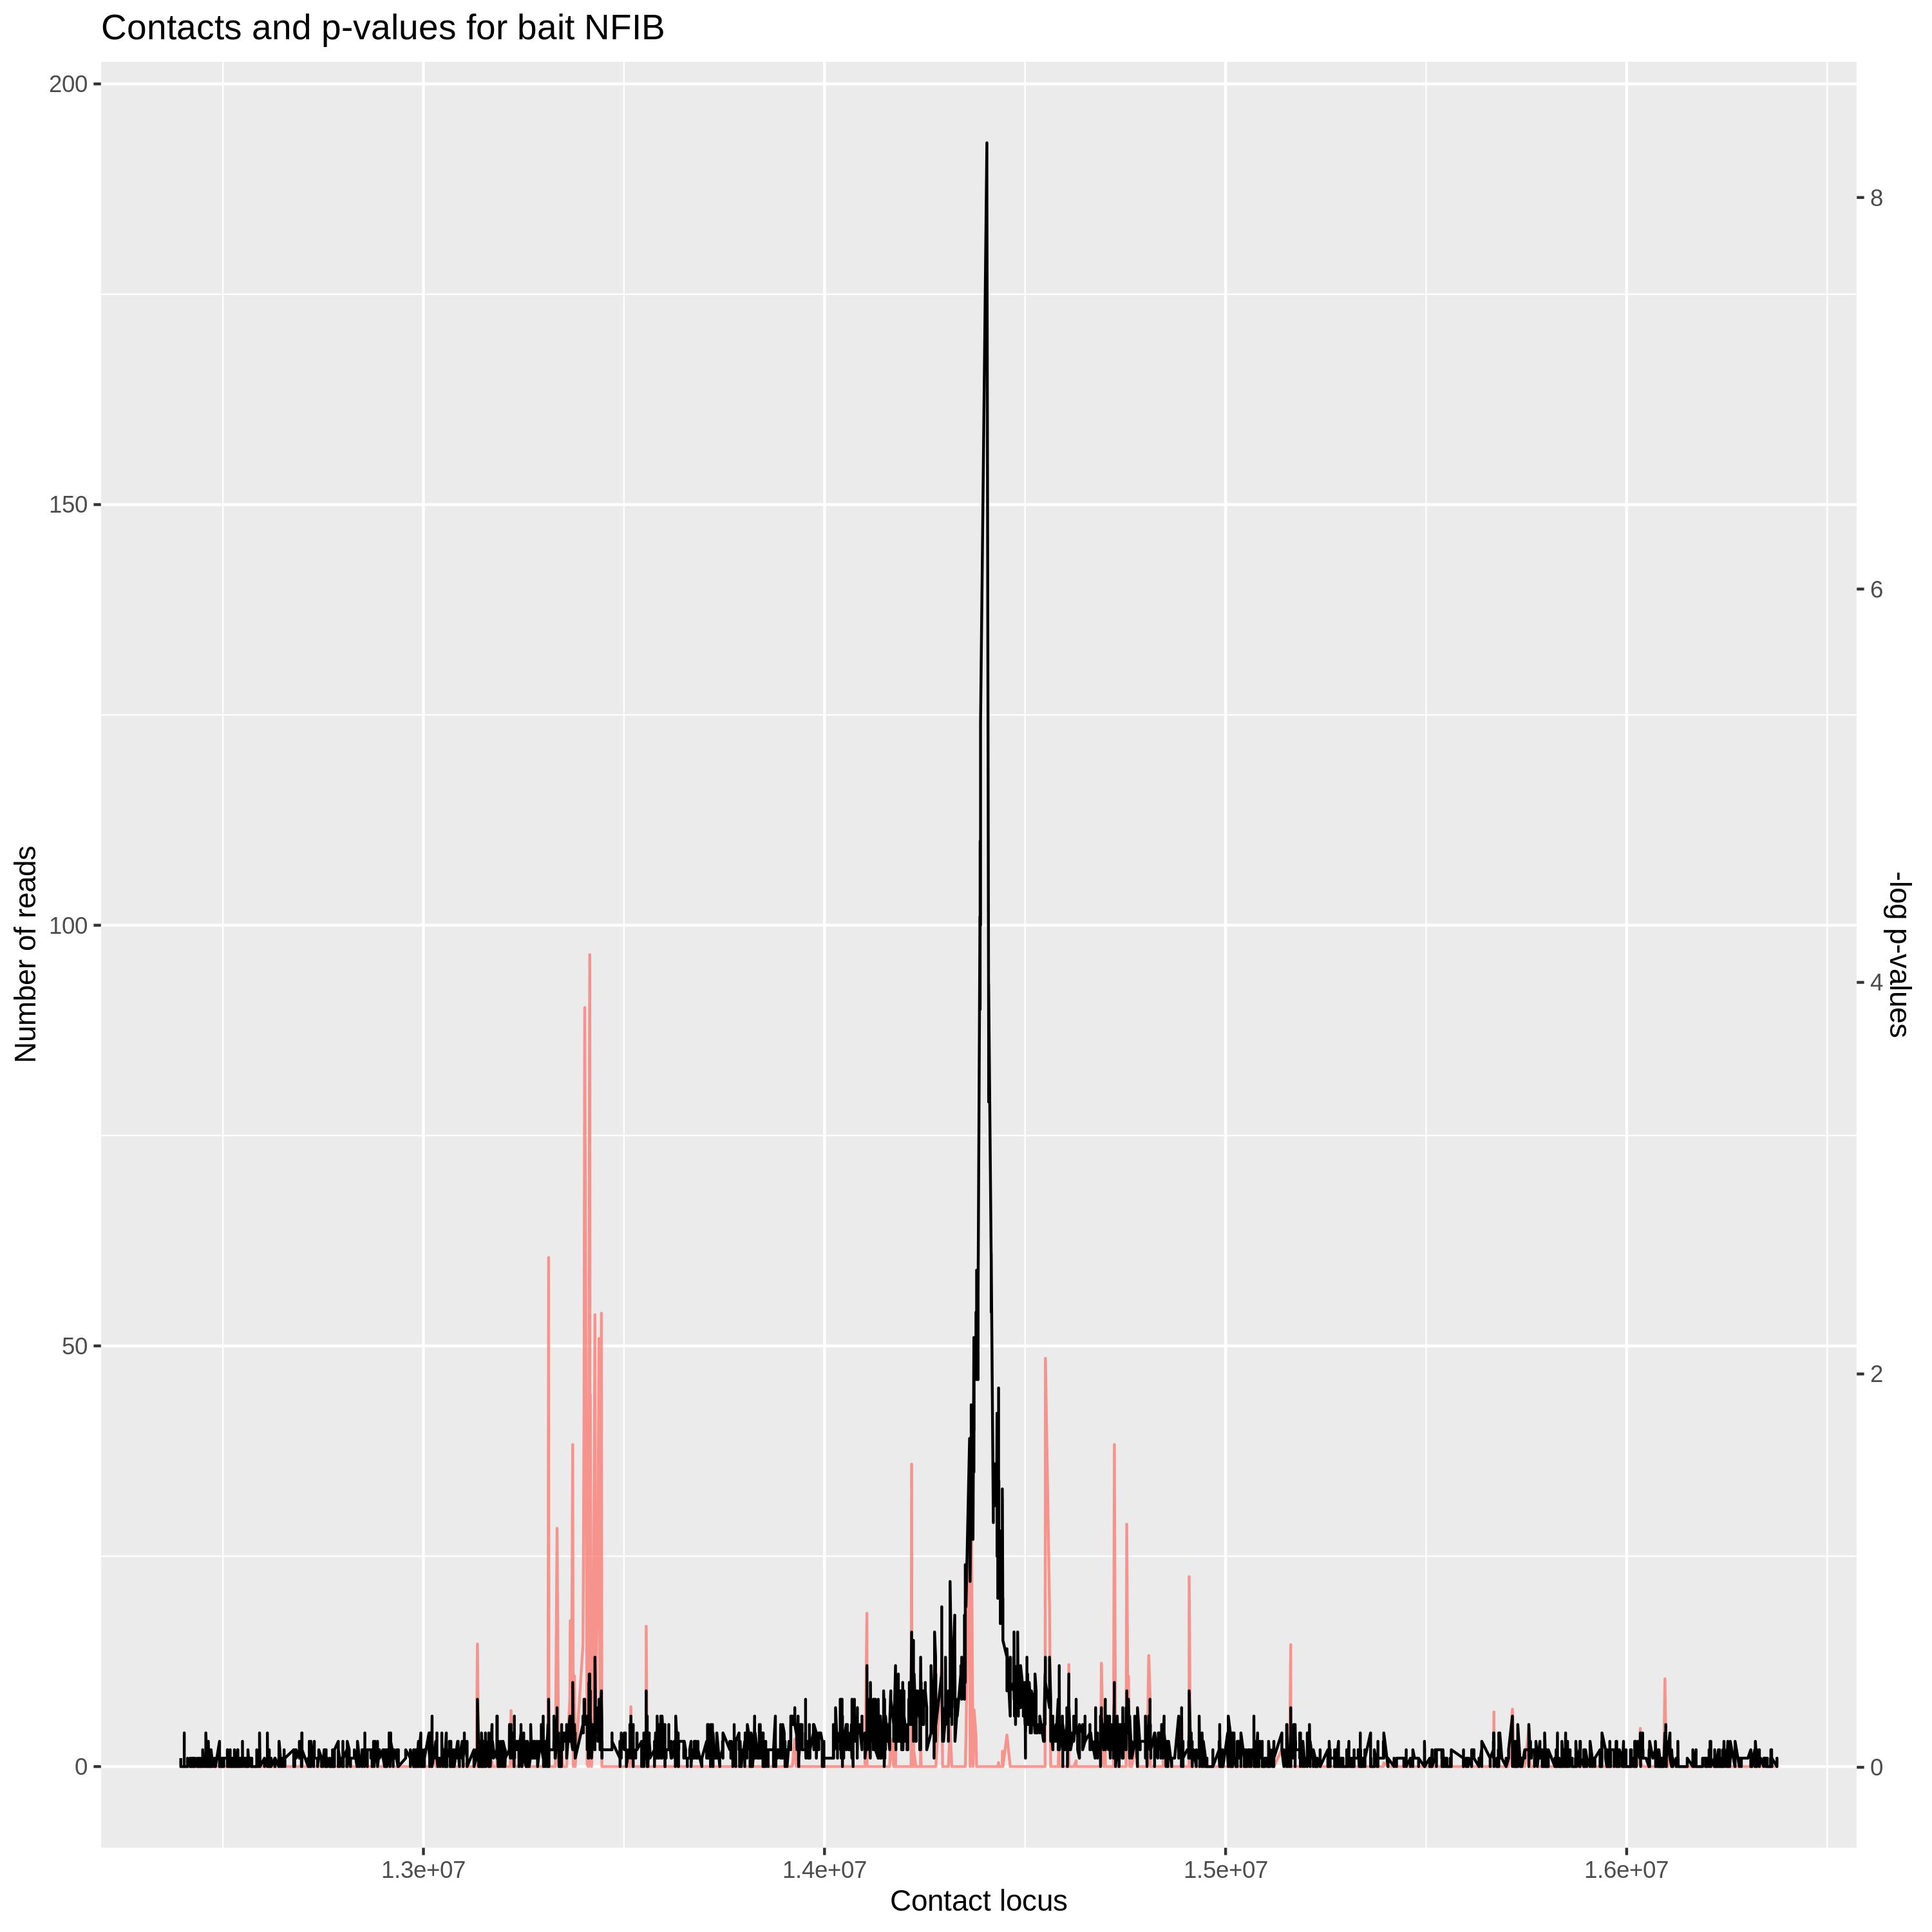 Contacts and p-values for bait NFIB
200
150
100
50
0
Number of reads
8
6
4
2
0
-log p-values
1.3e+07 1.4e+07 1.5e+07 1.6e+07
Contact locus